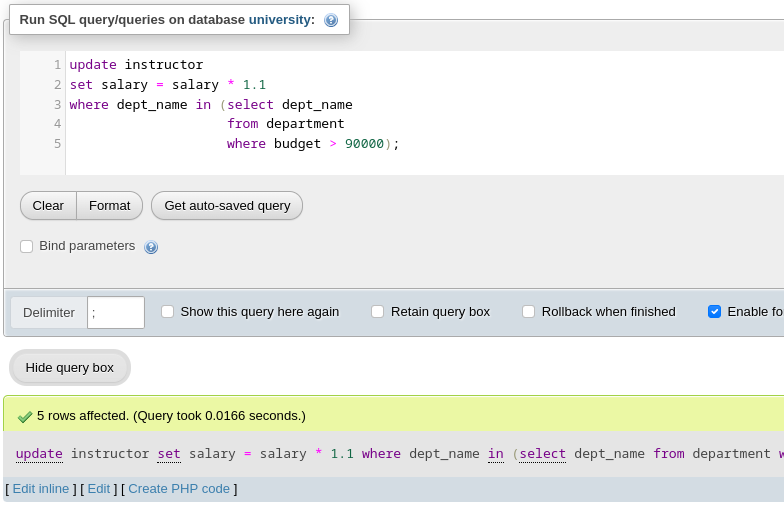 Run SQL query/queries on database university:
1 update instructor
2 set salary = salary * 1.1
3 where dept_name in (select dept_name
4 from department
5 where budget > 90000);
Clear Format Get auto-saved query
Bind parameters
Delimiter ; Show this query here again Retain query box Rollback when finished Enable fo
Hide query box
5 rows affected. (Query took 0.0166 seconds.)
update instructor set salary = salary * 1.1 where dept_name in (select dept_name from department w
[ Edit inline ] [ Edit ] [ Create PHP code ]